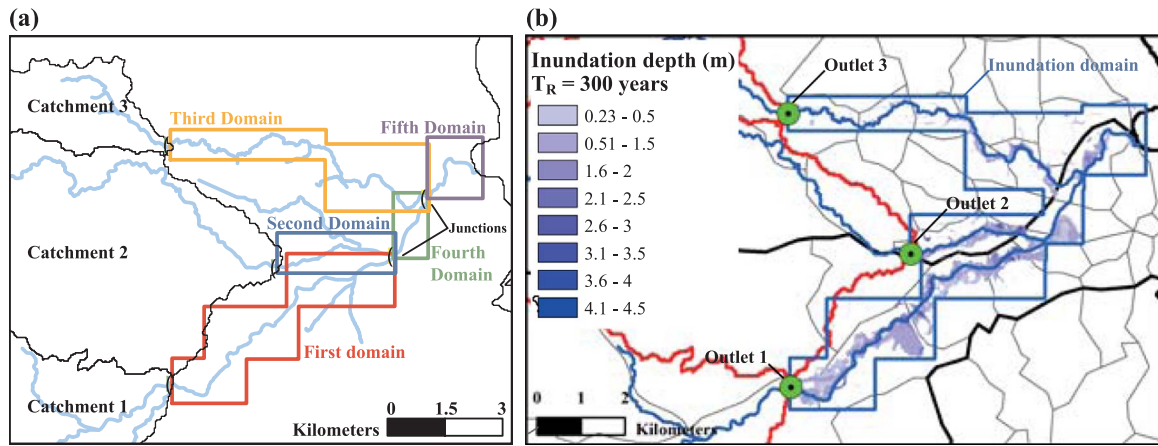 (a)
Catchment 3
Third Domain
Fifth Domain
Second Domain
Junctions
Catchment 2
Fourth
Domain
First domain
Catchment 1
0 1.5 3
Kilometers
(b)
Inundation depth (m)
TR = 300 years
0.23 - 0.5
0.51 - 1.5
1.6 - 2
2.1 - 2.5
2.6 - 3
3.1 - 3.5
3.6 - 4
4.1 - 4.5
Outlet 3
Inundation domain
Outlet 2
Outlet 1
0 1 2
Kilometers